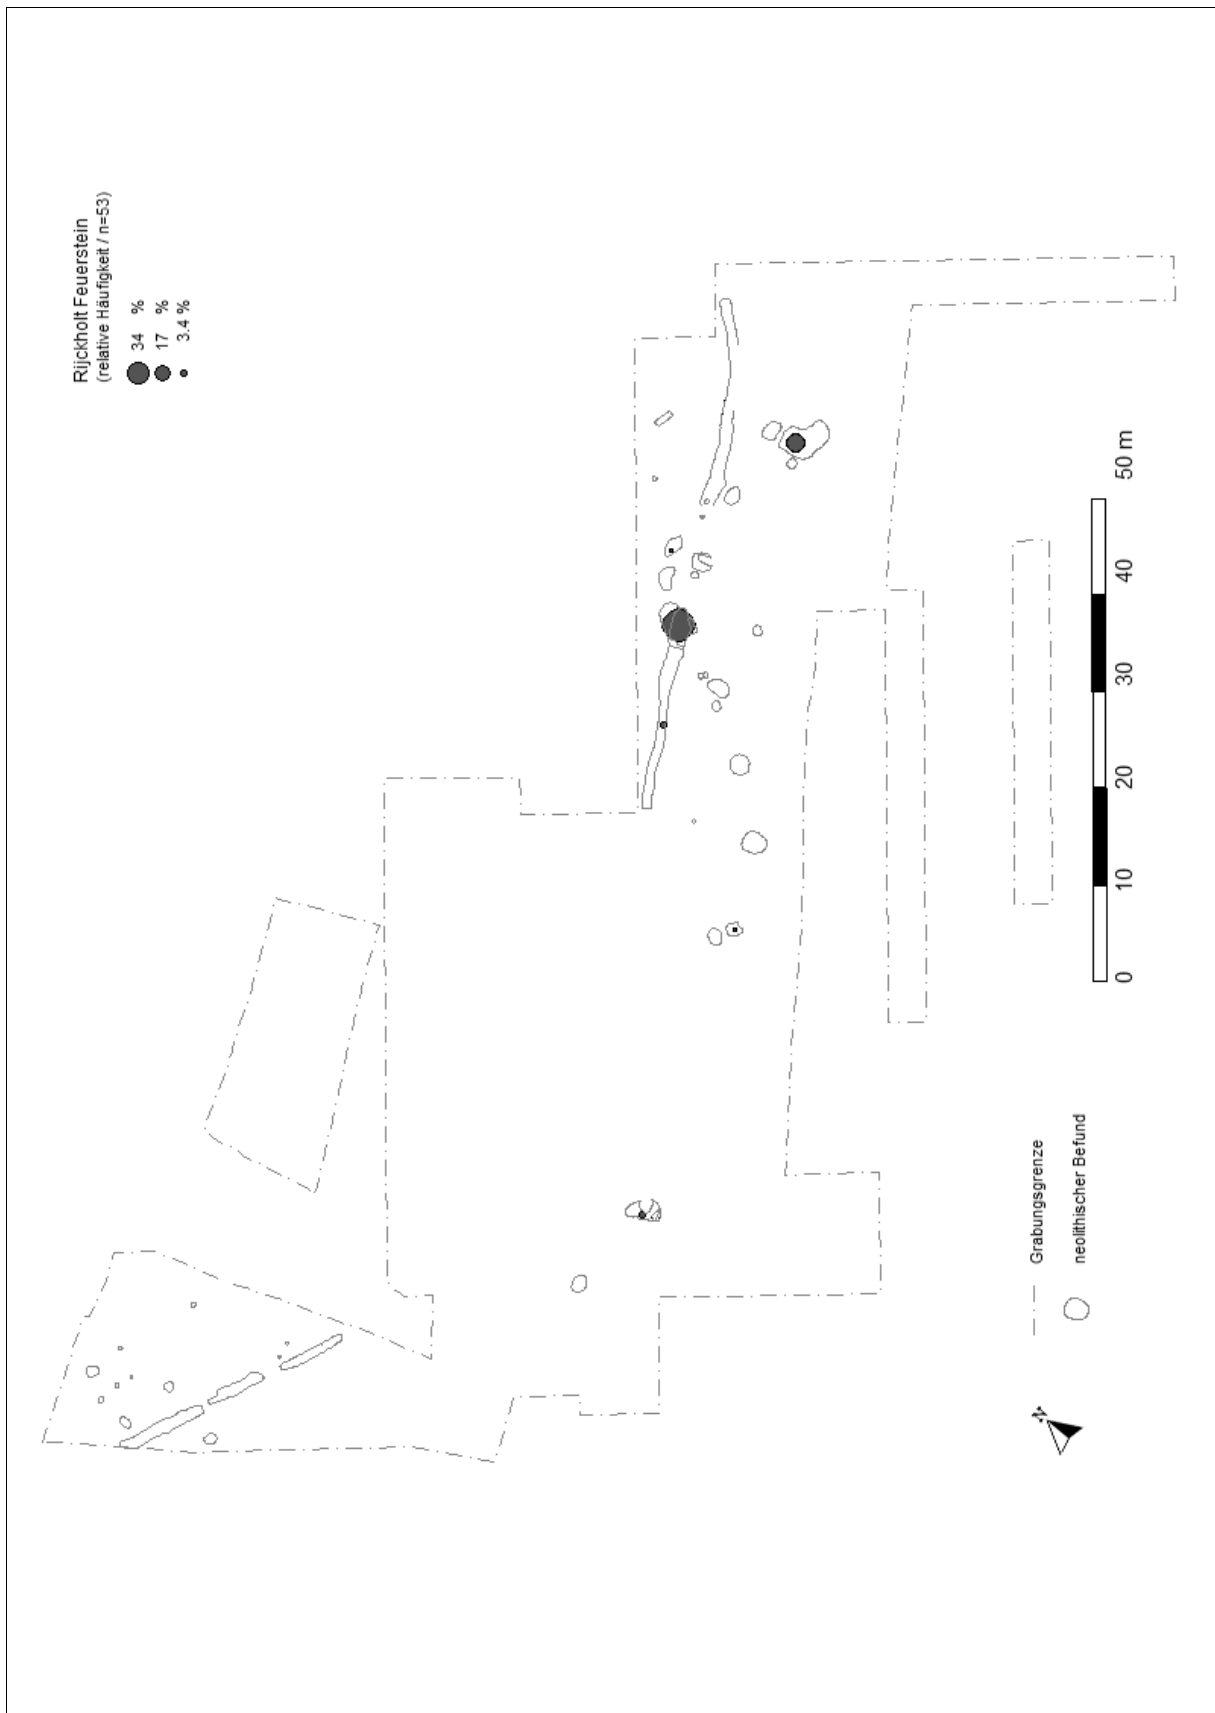 Rijckholt Feuerstein
(relative Häufigkeit / n=53)
34 %
17 %
3.4 %
0 10 20 30 40 50 m
N
Grabungsgrenze
neolithischer Befund